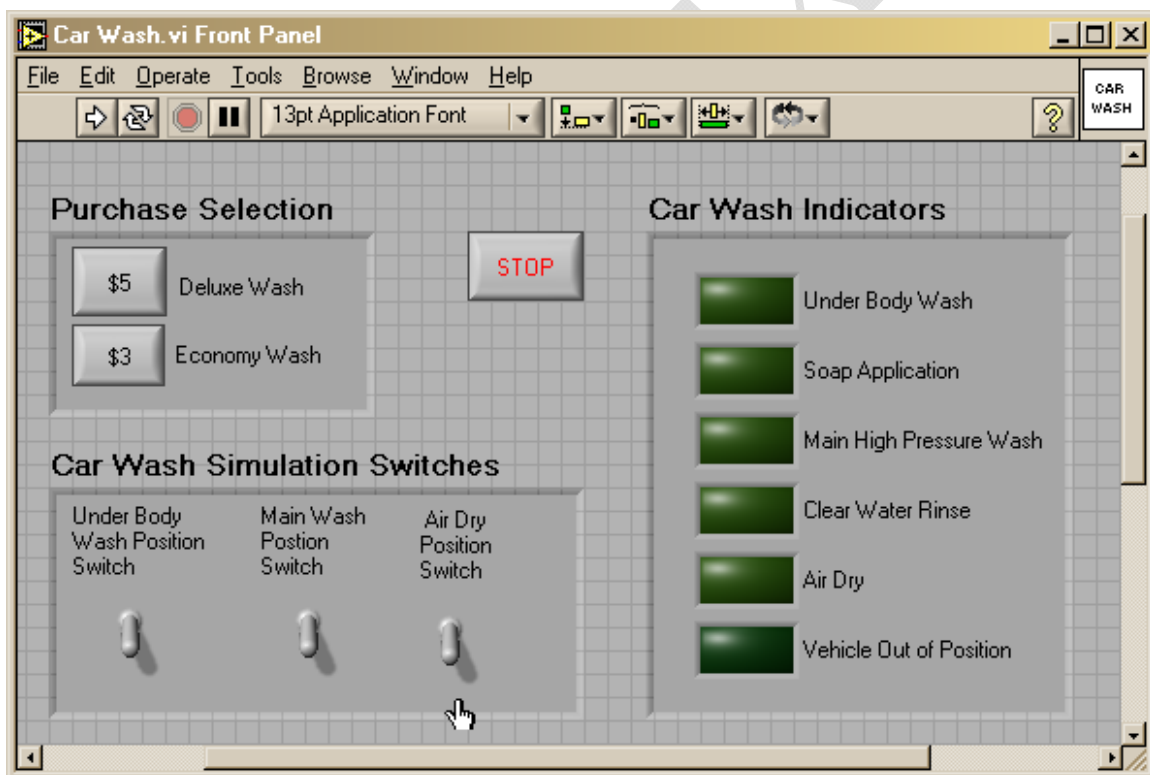 Car Wash.vi Front Panel
File Edit Operate Tools Browse Window Help
13pt Application Font
?
CAR
WASH
Purchase Selection
$5 Deluxe Wash
$3 Economy Wash
STOP
Car Wash Simulation Switches
Under Body
Wash Position
Switch
Main Wash
Postion
Switch
Air Dry
Position
Switch
Car Wash Indicators
Under Body Wash
Soap Application
Main High Pressure Wash
Clear Water Rinse
Air Dry
Vehicle Out of Position